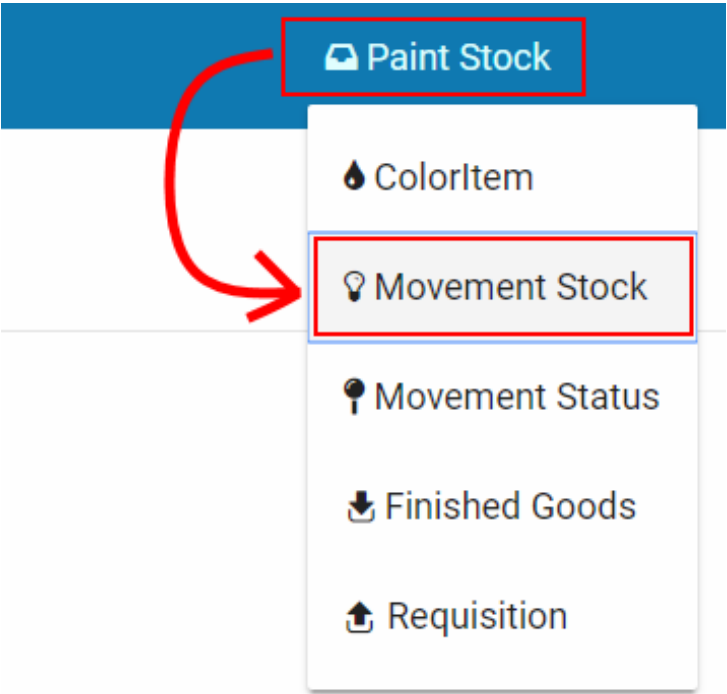 Paint Stock
ColorItem
Movement Stock
Movement Status
Finished Goods
Requisition